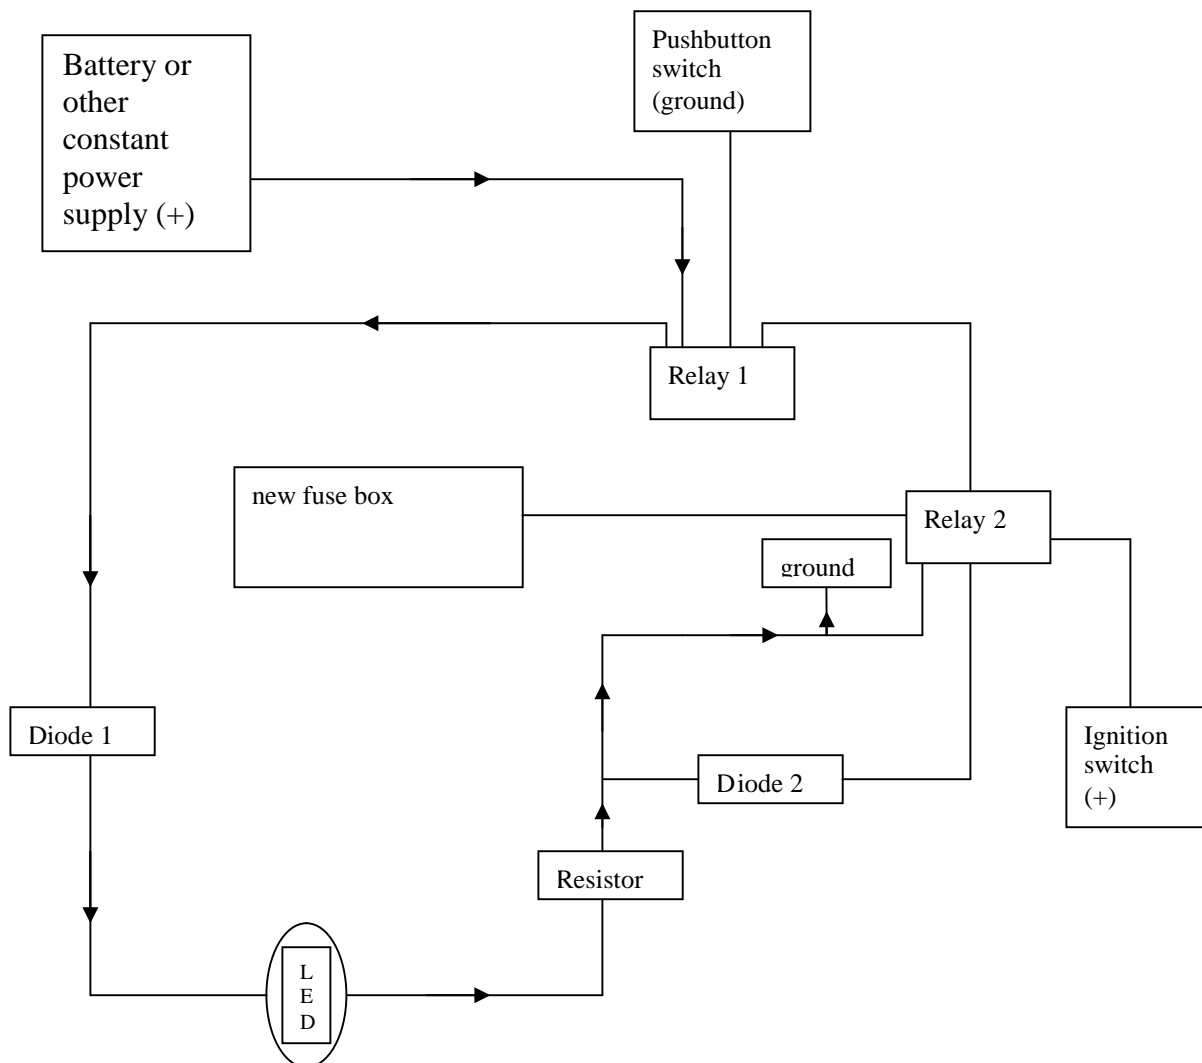 Battery or
other
constant
power
supply (+)
Pushbutton
switch
(ground)
Relay 1
new fuse box
Relay 2
ground
Diode 1
Diode 2
Ignition
switch
(+)
Resistor
L
E
D